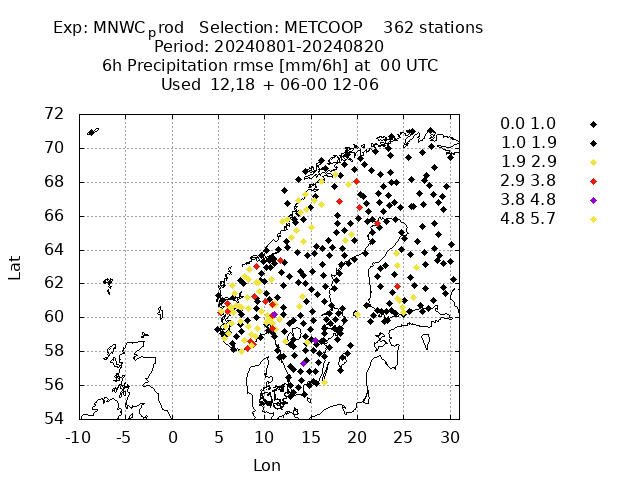 Exp: MNWCprod   Selection: METCOOP    362 stations
Period: 20240801-20240820
6h Precipitation rmse [mm/6h] at  00 UTC
Used  12,18  + 06-00 12-06
72
70
68
66
64
62
60
58
56
54
-10 -5 0 5 10 15 20 25 30
Lat
Lon
0.0 1.0
1.0 1.9
1.9 2.9
2.9 3.8
3.8 4.8
4.8 5.7